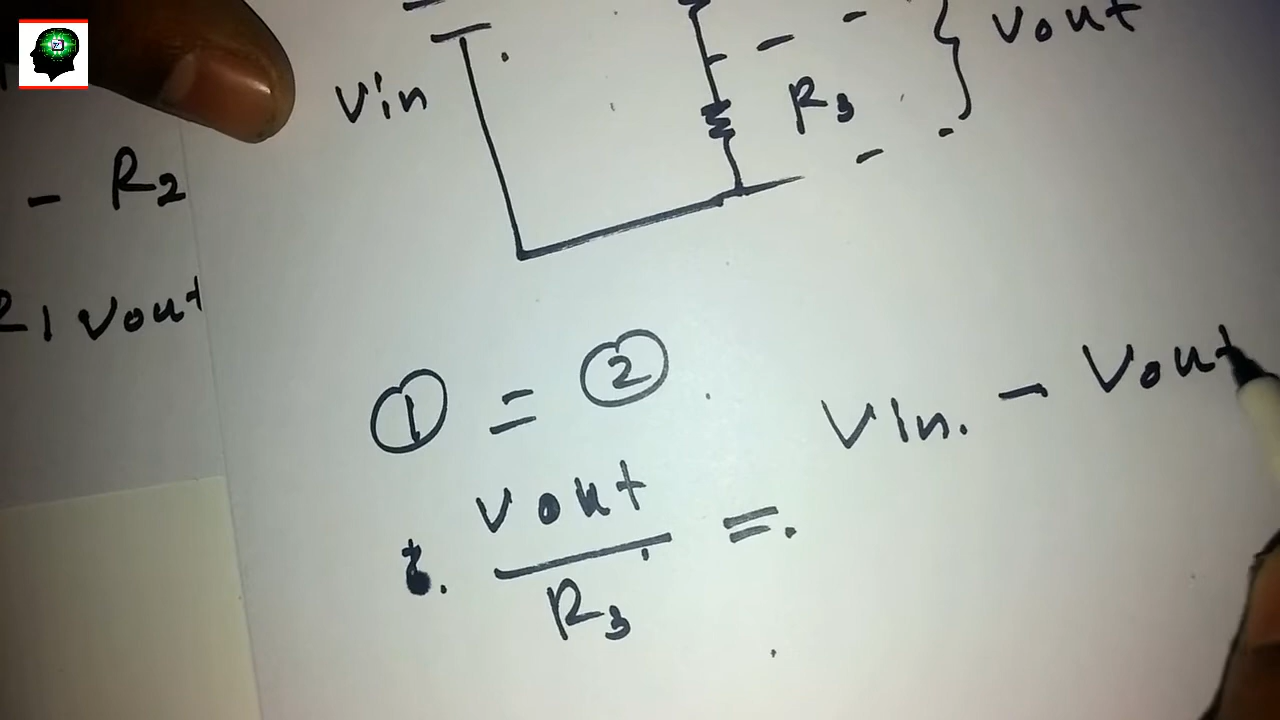 Vout
Vin
R3
- R2
R1 Vout
① = ②
Vin. - Vout
Vout =.
R3